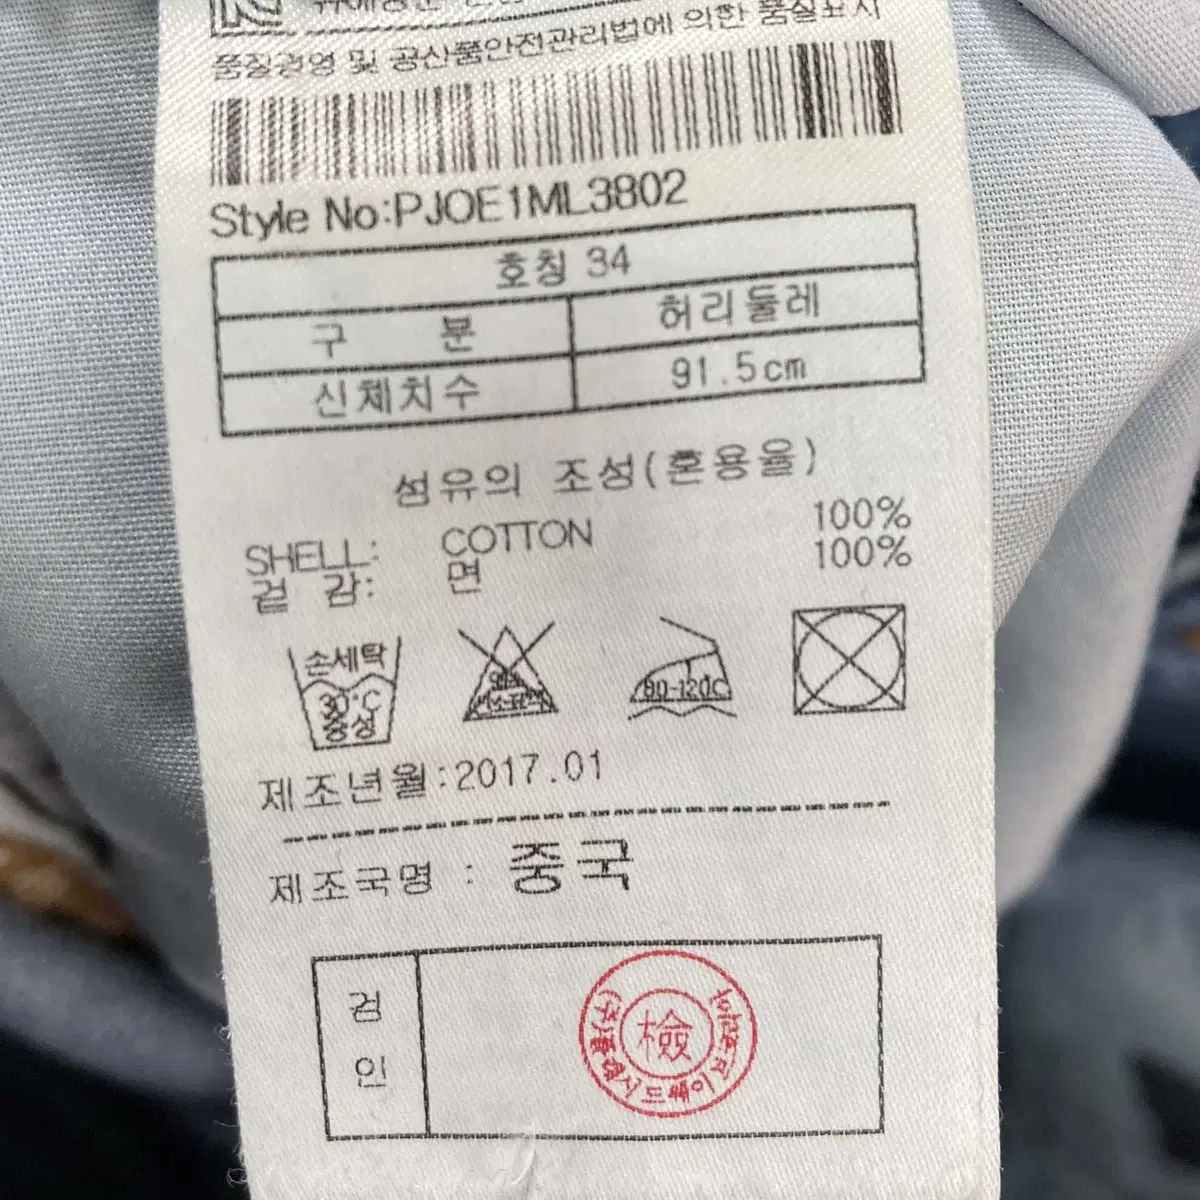 품질경영 및 공산품안전관리법에 의한 품질표시
Style No:PJOE1ML3802
호칭 34
구 분 허리둘레
신체치수 91.5cm
섬유의 조성(혼용율)
SHELL: COTTON 100%
겉 감: 면 100%
손세탁
30°C
중성
80-120C
제조년월:2017.01
제조국명 : 중국
검
인
檢